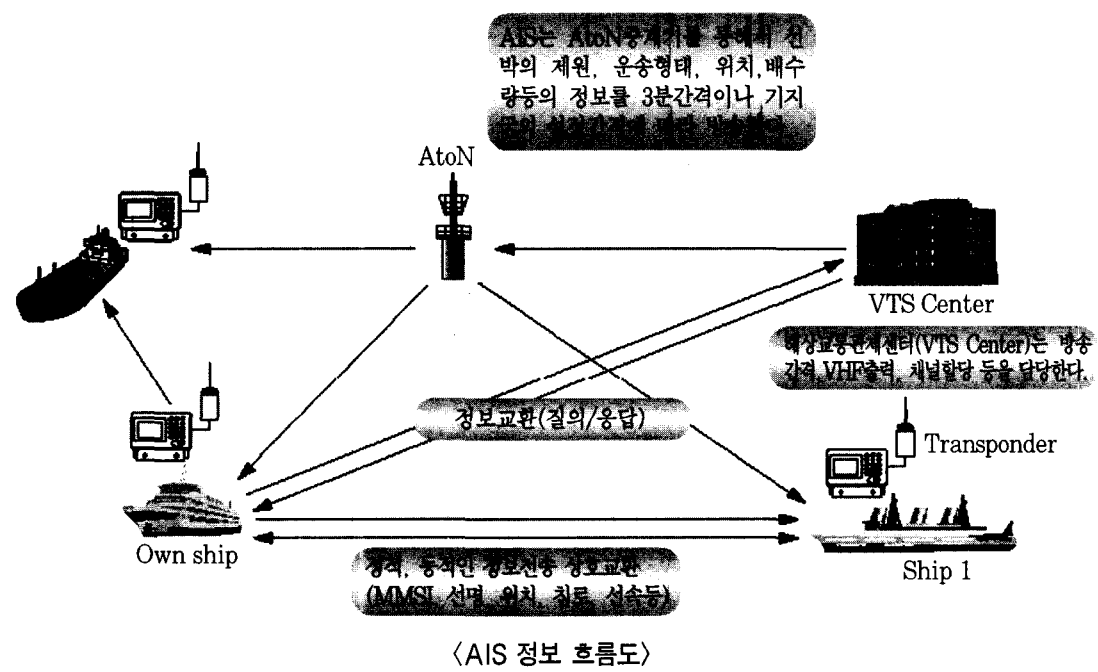 AIS는 AtoN중계기를 통해서 선
박의 제원, 운송형태, 위치,배수
량등의 정보를 3분간격이나 기지
AtoN
VTS Center
해상교통관제센터(VTS Center)는 방송
간격 VHF출력, 채널할당 등을 담당한다.
정보교환(질의/응답)
Transponder
Own ship
정적, 동적인 정보전송 상호교환
(MMSI, 선명, 위치, 침로, 선속등)
Ship 1
〈AIS 정보 흐름도〉